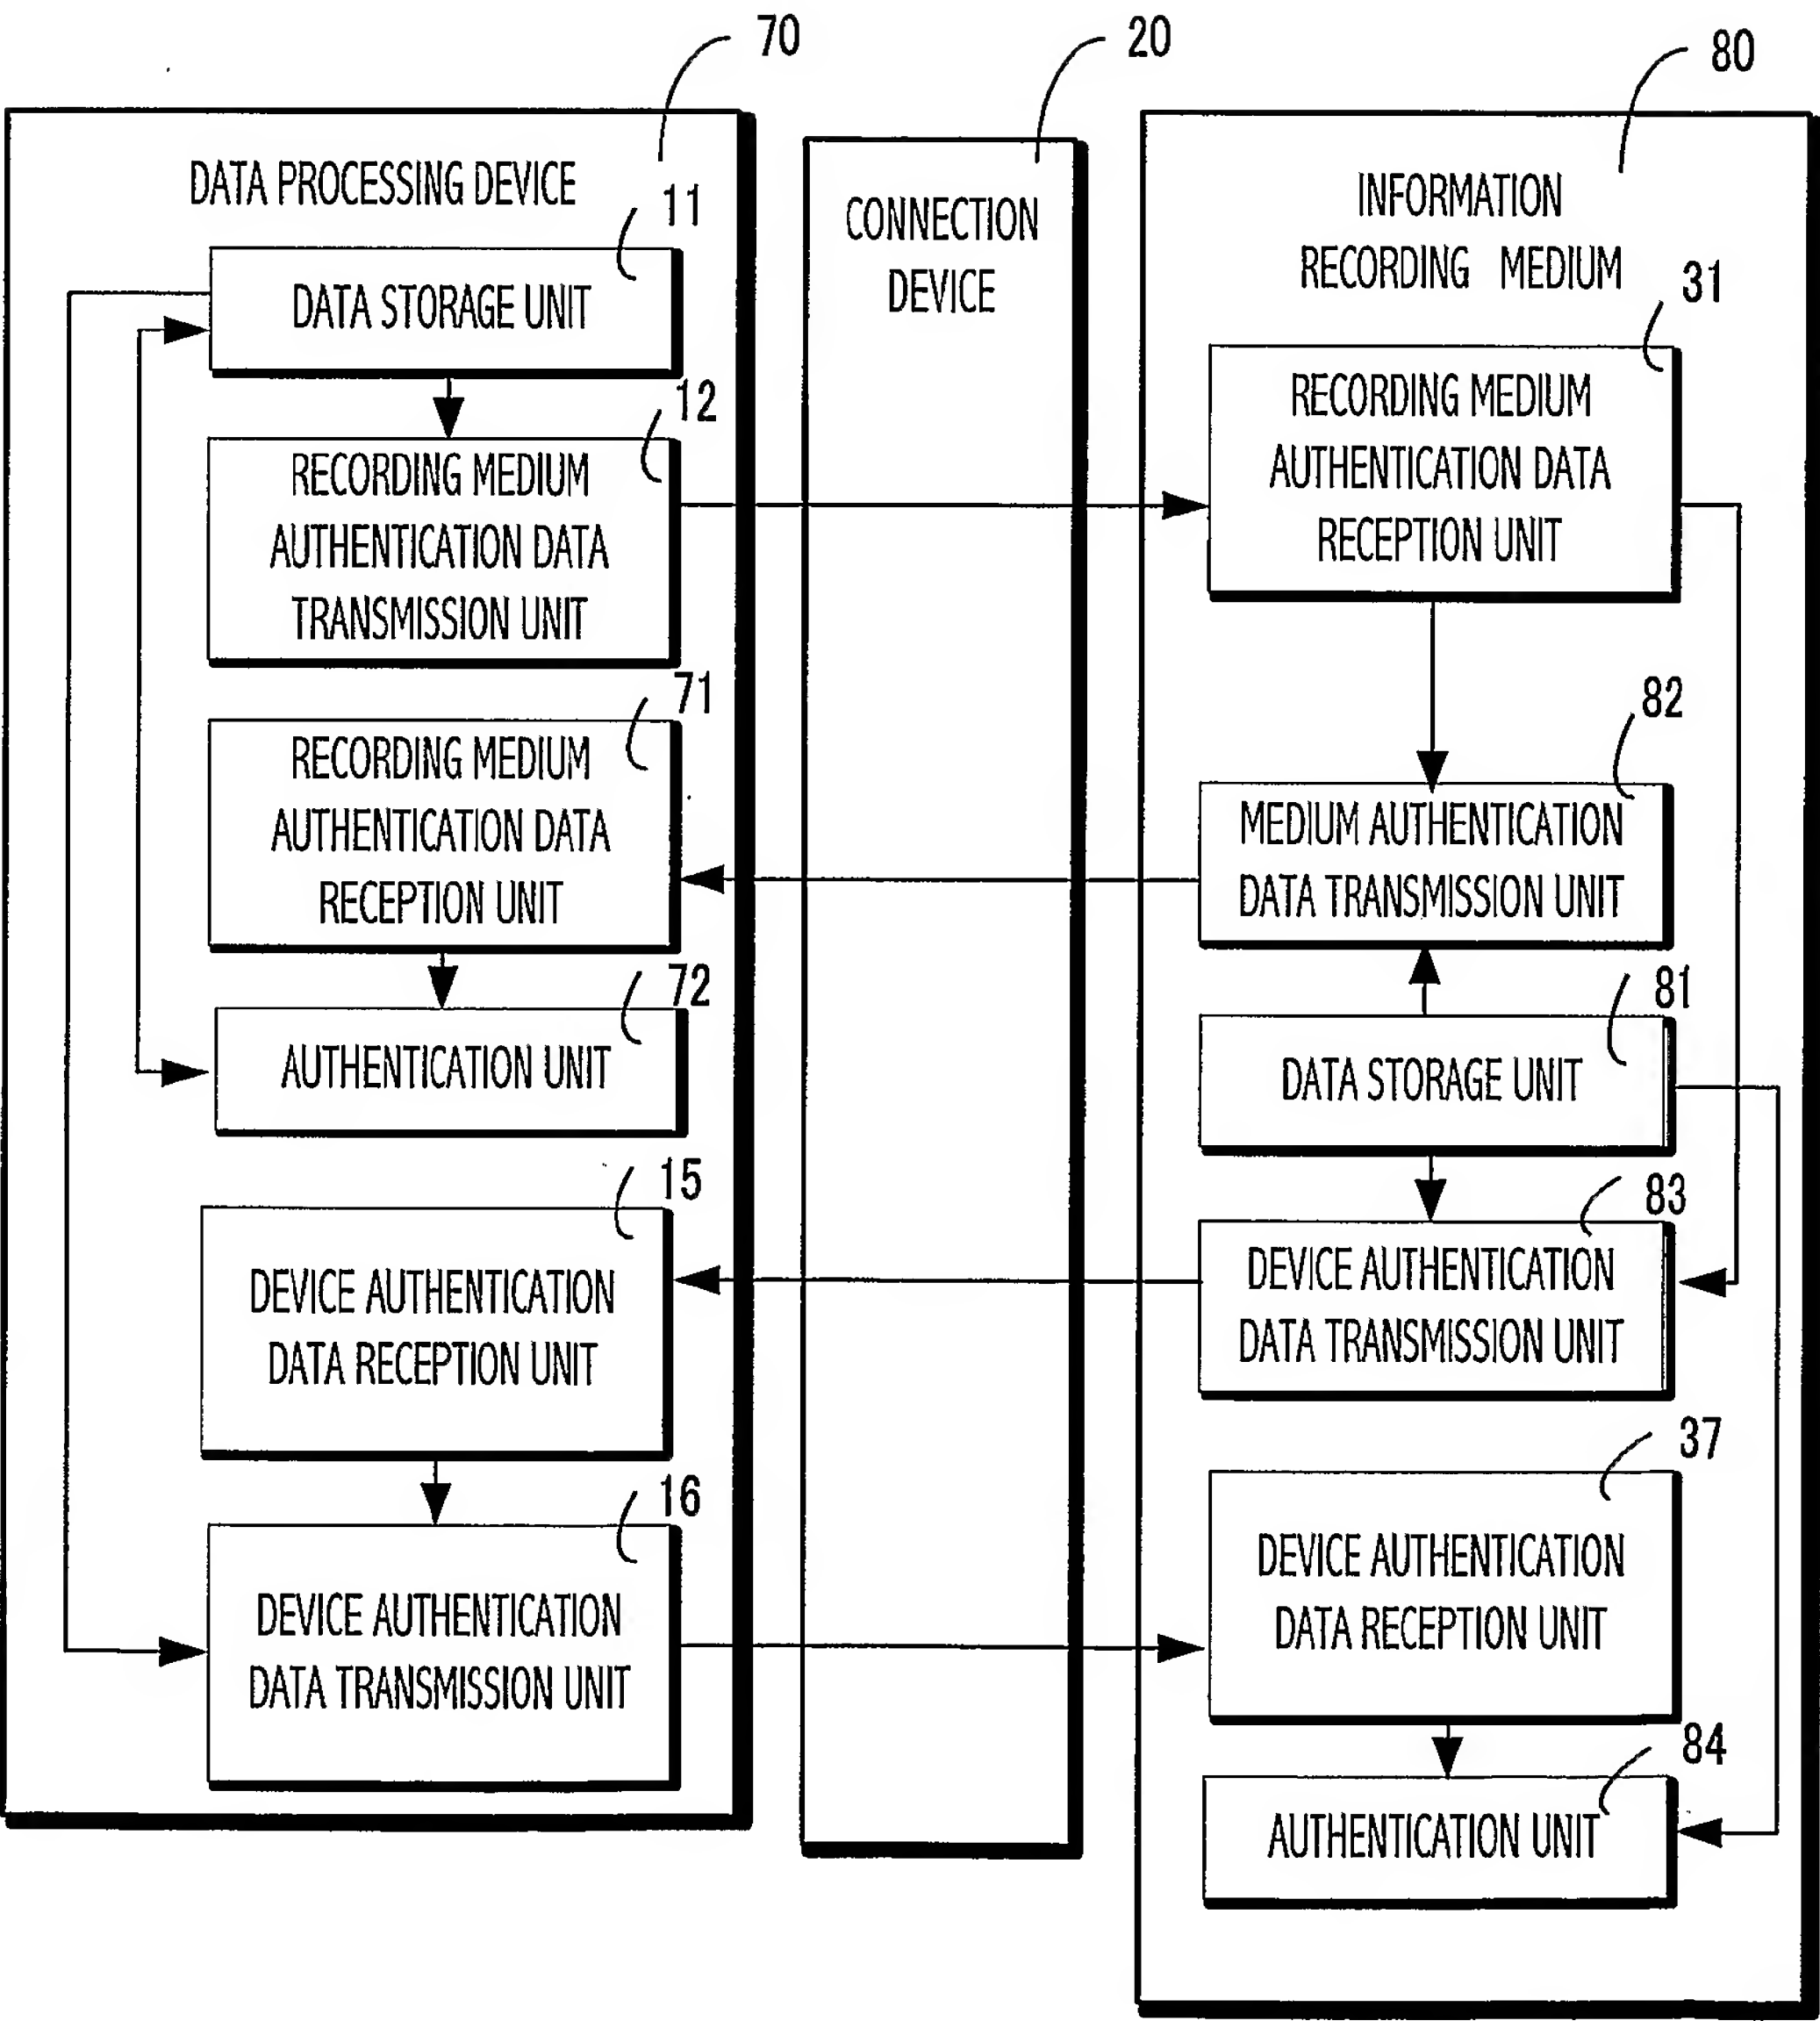 70
20
80
DATA PROCESSING DEVICE
11
DATA STORAGE UNIT
12
RECORDING MEDIUM
AUTHENTICATION DATA
TRANSMISSION UNIT
71
RECORDING MEDIUM
AUTHENTICATION DATA
RECEPTION UNIT
72
AUTHENTICATION UNIT
15
DEVICE AUTHENTICATION
DATA RECEPTION UNIT
16
DEVICE AUTHENTICATION
DATA TRANSMISSION UNIT
CONNECTION
DEVICE
INFORMATION
RECORDING MEDIUM
31
RECORDING MEDIUM
AUTHENTICATION DATA
RECEPTION UNIT
82
MEDIUM AUTHENTICATION
DATA TRANSMISSION UNIT
81
DATA STORAGE UNIT
83
DEVICE AUTHENTICATION
DATA TRANSMISSION UNIT
37
DEVICE AUTHENTICATION
DATA RECEPTION UNIT
84
AUTHENTICATION UNIT